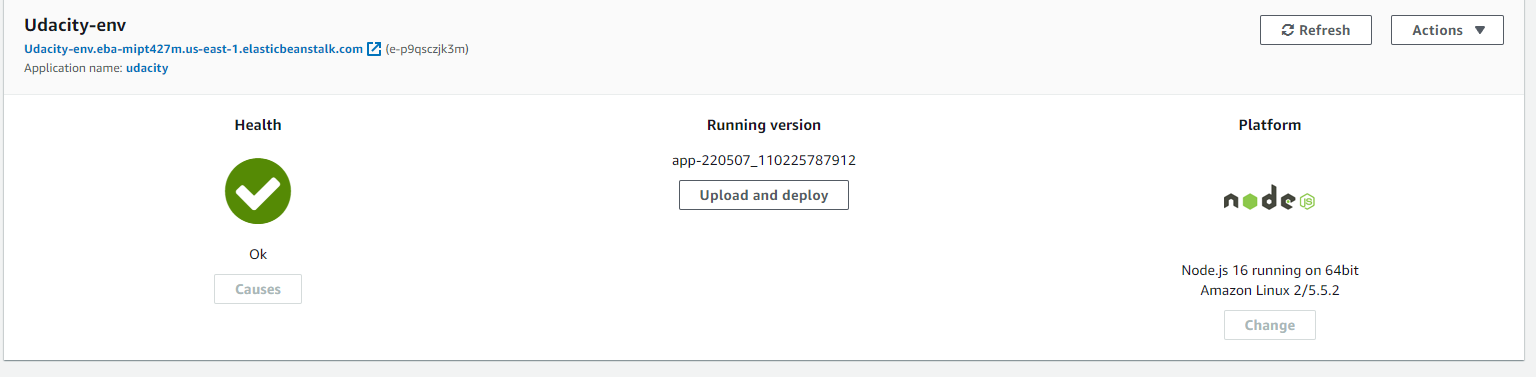 Udacity-env
Refresh
Actions
Udacity-env.eba-mipt427m.us-east-1.elasticbeanstalk.com (e-p9qsczjk3m)
Application name: udacity
Health
Running version
Platform
app-220507_110225787912
Upload and deploy
node JS
Ok
Causes
Node.js 16 running on 64bit
Amazon Linux 2/5.5.2
Change